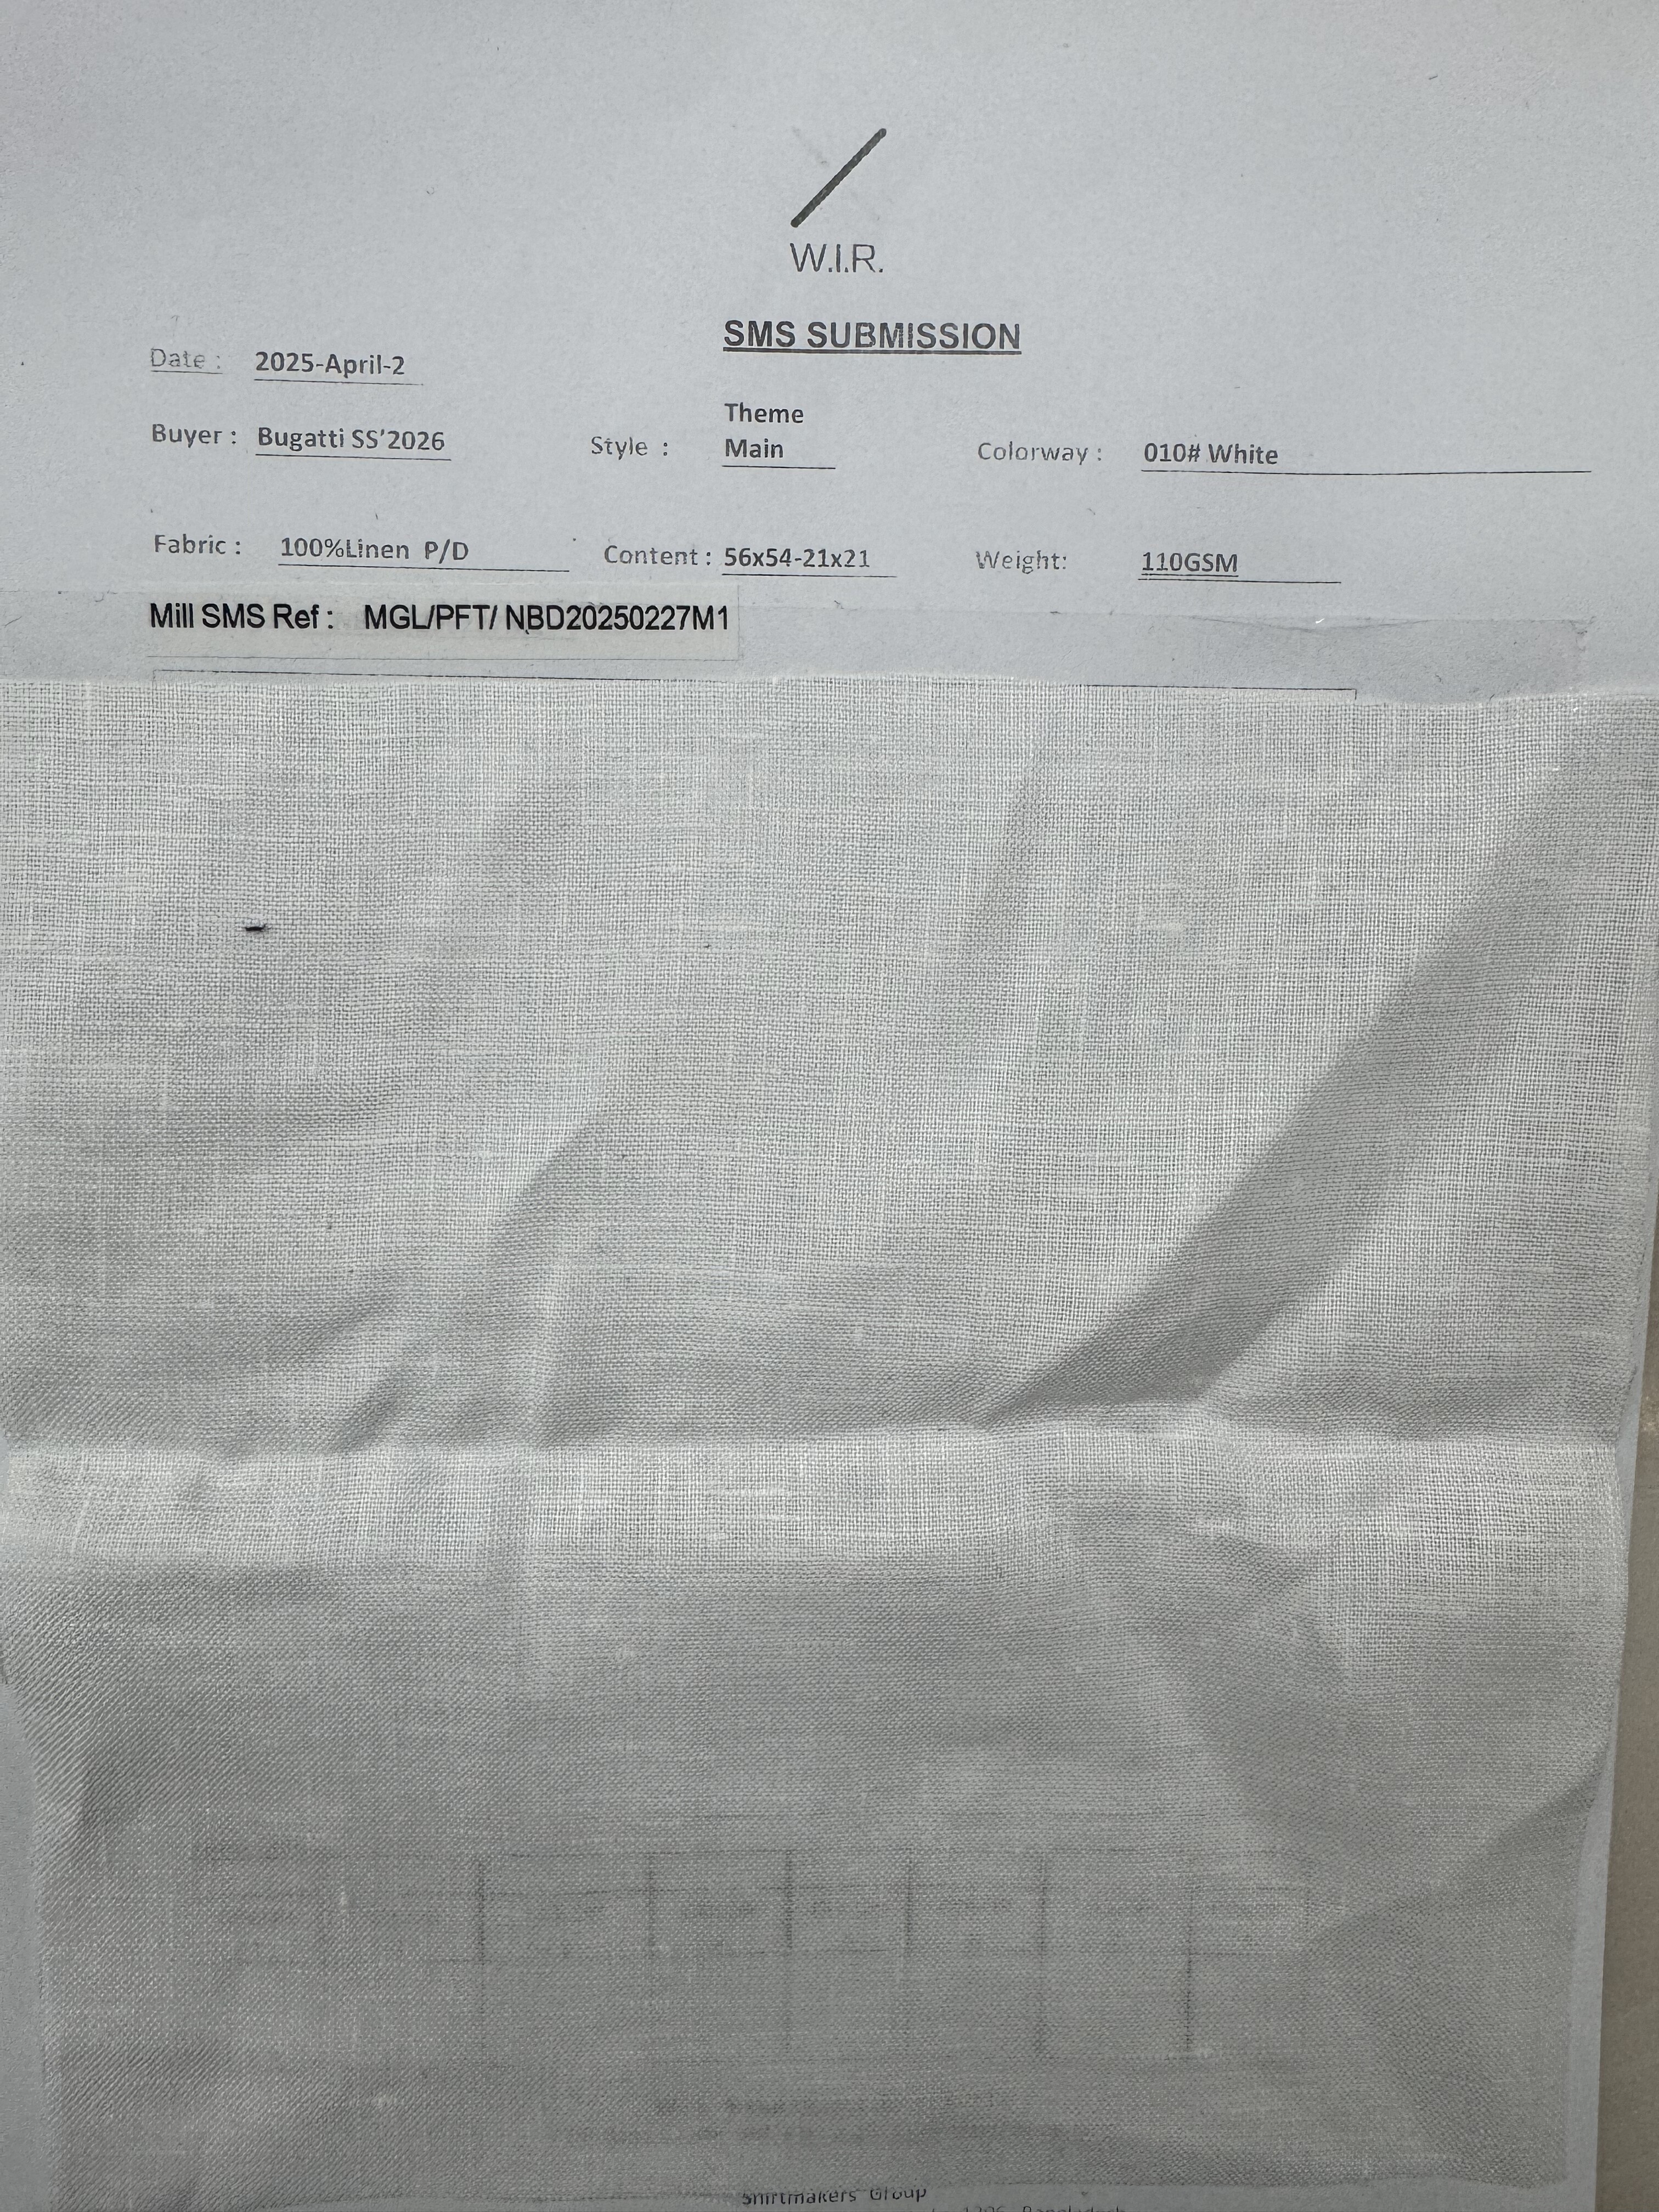 W.I.R.
SMS SUBMISSION
Date : 2025-April-2
Buyer : Bugatti SS'2026 Style : Theme Main Colorway : 010# White
Fabric : 100%Linen P/D Content : 56x54-21x21 Weight: 110GSM
Mill SMS Ref : MGL/PFT/ NBD20250227M1
Shirtmakers Group
Bangladesh